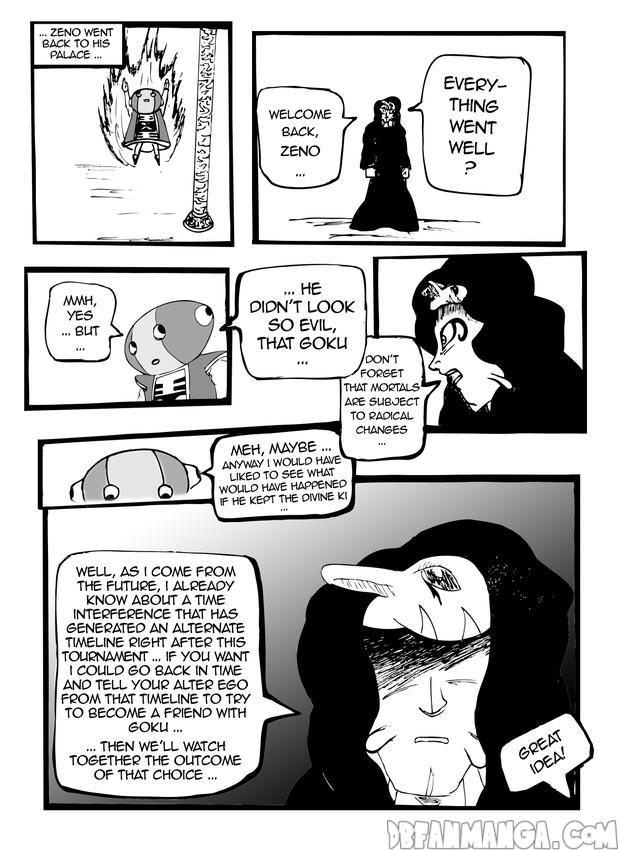 ... ZENO WENT
BACK TO HIS
PALACE ...
WELCOME
BACK,
ZENO
...
EVERY-
THING
WENT
WELL
?
MMH,
YES
... BUT
...
... HE
DIDN'T LOOK
SO EVIL,
THAT GOKU
...
DON'T
FORGET
THAT MORTALS
ARE SUBJECT
TO RADICAL
CHANGES
...
MEH, MAYBE ...
ANYWAY I WOULD HAVE
LIKED TO SEE WHAT
WOULD HAVE HAPPENED
IF HE KEPT THE DIVINE KI
...
WELL, AS I COME FROM
THE FUTURE, I ALREADY
KNOW ABOUT A TIME
INTERFERENCE THAT HAS
GENERATED AN ALTERNATE
TIMELINE RIGHT AFTER THIS
TOURNAMENT ... IF YOU WANT
I COULD GO BACK IN TIME
AND TELL YOUR ALTER EGO
FROM THAT TIMELINE TO TRY
TO BECOME A FRIEND WITH
GOKU ...
... THEN WE'LL WATCH
TOGETHER THE OUTCOME
OF THAT CHOICE ...
GREAT
IDEA!
DBFANMANGA.COM